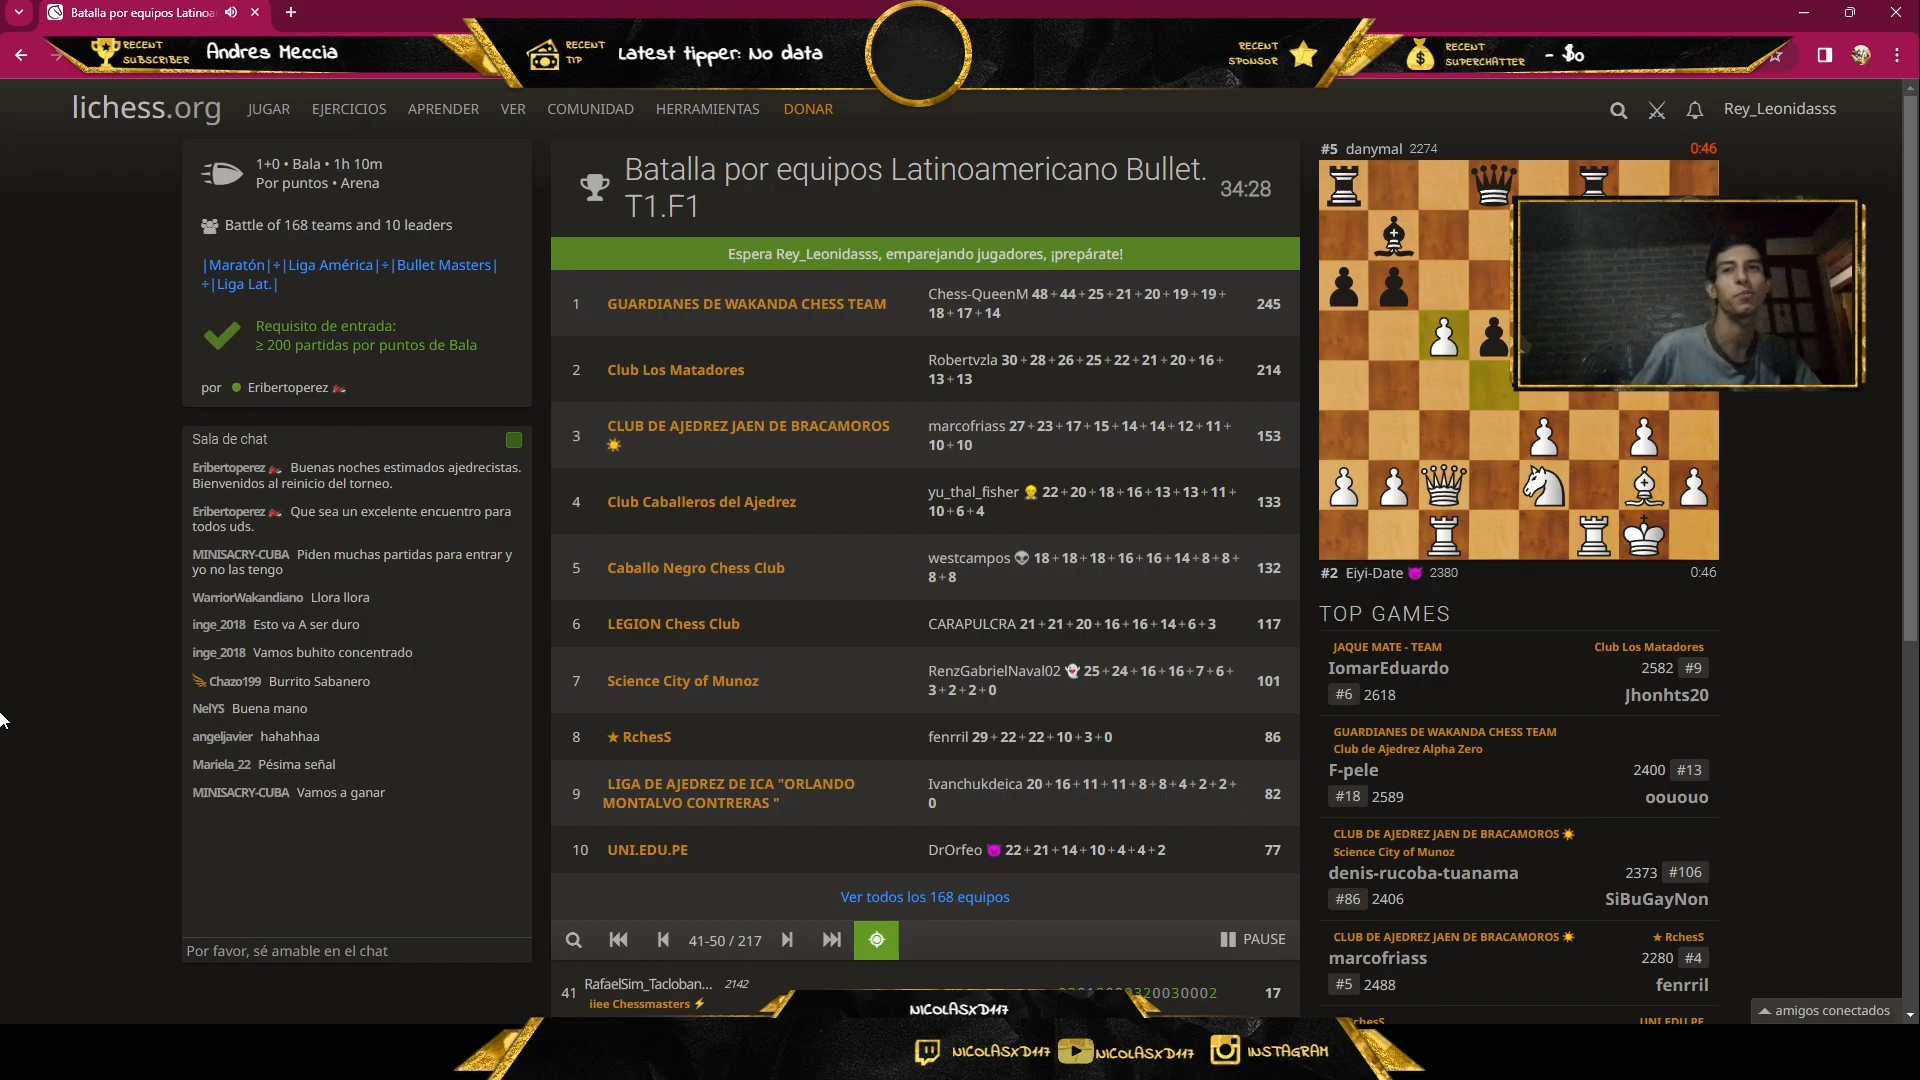 Batalla por equipos Latinoa
RECENT SUBSCRIBER
Andres Meccia
RECENT TIP
Latest tipper: No data
RECENT SPONSOR
RECENT SUPERCHATTER
- $0
lichess.org
JUGAR
EJERCICIOS
APRENDER
VER
COMUNIDAD
HERRAMIENTAS
DONAR
Rey_Leonidasss
1+0 • Bala • 1h 10m
Por puntos • Arena
Battle of 168 teams and 10 leaders
|Maratón|÷|Liga América|÷|Bullet Masters|
÷|Liga Lat.|
Requisito de entrada:
≥ 200 partidas por puntos de Bala
por Eribertoperez
Sala de chat
Eribertoperez Buenas noches estimados ajedrecistas.
Bienvenidos al reinicio del torneo.
Eribertoperez Que sea un excelente encuentro para
todos uds.
MINISACRY-CUBA Piden muchas partidas para entrar y
yo no las tengo
WarriorWakandiano Llora llora
inge_2018 Esto va A ser duro
inge_2018 Vamos buhito concentrado
Chazo199 Burrito Sabanero
NelYS Buena mano
angeljavier hahahhaa
Mariela_22 Pésima señal
MINISACRY-CUBA Vamos a ganar
Por favor, sé amable en el chat
Batalla por equipos Latinoamericano Bullet.
T1.F1
34:28
Espera Rey_Leonidasss, emparejando jugadores, ¡prepárate!
1 GUARDIANES DE WAKANDA CHESS TEAM Chess-QueenM 48+44+25+21+20+19+19+
18+17+14 245
2 Club Los Matadores Robertvzla 30+28+26+25+22+21+20+16+
13+13 214
3 CLUB DE AJEDREZ JAEN DE BRACAMOROS ☀️ marcofriass 27+23+17+15+14+14+12+11+
10+10 153
4 Club Caballeros del Ajedrez yu_thal_fisher 22+20+18+16+13+13+11+
10+6+4 133
5 Caballo Negro Chess Club westcampos 👽 18+18+18+16+16+14+8+8+
8+8 132
6 LEGION Chess Club CARAPULCRA 21+21+20+16+16+14+6+3 117
7 Science City of Munoz RenzGabrielNaval02 👻 25+24+16+16+7+6+
3+2+2+0 101
8 ★ RchesS fenrril 29+22+22+10+3+0 86
9 LIGA DE AJEDREZ DE ICA "ORLANDO
MONTALVO CONTRERAS " Ivanchukdeica 20+16+11+11+8+8+4+2+2+
0 82
10 UNI.EDU.PE DrOrfeo 😈 22+21+14+10+4+4+2 77
Ver todos los 168 equipos
41-50 / 217
PAUSE
41 RafaelSim_Tacloban... 2142
iiee Chessmasters ⚡
320030002 17
#5 danymal 2274 0:46
#2 Eiyi-Date 😈 2380 0:46
TOP GAMES
JAQUE MATE - TEAM Club Los Matadores
IomarEduardo 2582 #9
#6 2618 Jhonhts20
GUARDIANES DE WAKANDA CHESS TEAM
Club de Ajedrez Alpha Zero
F-pele 2400 #13
#18 2589 oououo
CLUB DE AJEDREZ JAEN DE BRACAMOROS ☀️
Science City of Munoz
denis-rucoba-tuanama 2373 #106
#86 2406 SiBuGayNon
CLUB DE AJEDREZ JAEN DE BRACAMOROS ☀️ ★ RchesS
marcofriass 2280 #4
#5 2488 fenrril
UNI.EDU.PE
amigos conectados
NICOLASXD117
NICOLASXD117
NICOLASXD117
INSTAGRAM